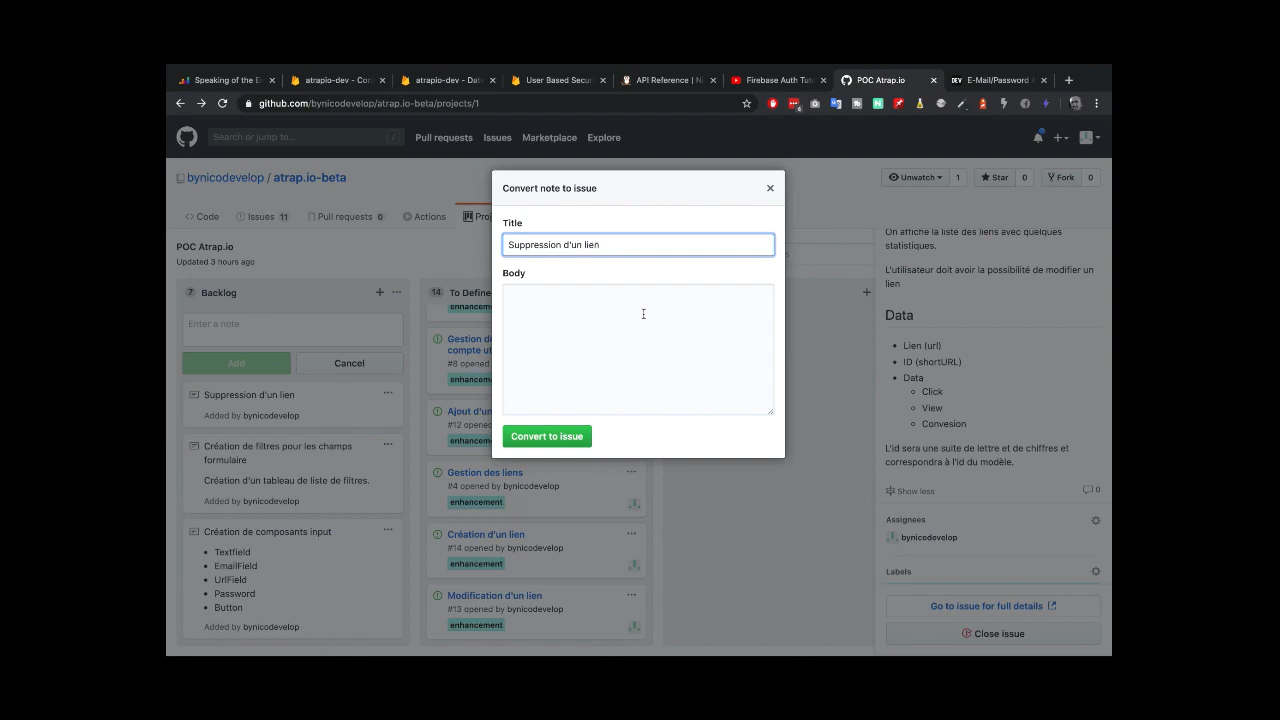 Speaking of the E
atrapio-dev - Con
atrapio-dev - Dat
User Based Secur
API Reference | Ni
Firebase Auth Tut
POC Atrap.io
E-Mail/Password A
github.com/bynicodevelop/atrap.io-beta/projects/1
Search or jump to...
/
Pull requests
Issues
Marketplace
Explore
bynicodevelop / atrap.io-beta
Unwatch
1
Star
0
Fork
0
Code
Issues 11
Pull requests 0
Actions
Proj
POC Atrap.io
Updated 3 hours ago
7 Backlog
Enter a note
Add
Cancel
Suppression d'un lien
Added by bynicodevelop
Création de filtres pour les champs
formulaire
Création d'un tableau de liste de filtres.
Added by bynicodevelop
Création de composants input
Textfield
EmailField
UrlField
Password
Button
Added by bynicodevelop
14 To Define
enhancement
Gestion de
compte ut
#8 opened
enhancement
Ajout d'un
#12 opened
enhancement
Gestion des liens
#4 opened by bynicodevelop
enhancement
Création d'un lien
#14 opened by bynicodevelop
enhancement
Modification d'un lien
#13 opened by bynicodevelop
enhancement
Convert note to issue
Title
Suppression d'un lien
Body
Convert to issue
On affiche la liste des liens avec quelques
statistiques.
L'utilisateur doit avoir la possibilité de modifier un
lien
Data
Lien (url)
ID (shortURL)
Data
Click
View
Convesion
L'id sera une suite de lettre et de chiffres et
correspondra à l'id du modèle.
Show less
0
Assignees
bynicodevelop
Labels
Go to issue for full details
Close issue